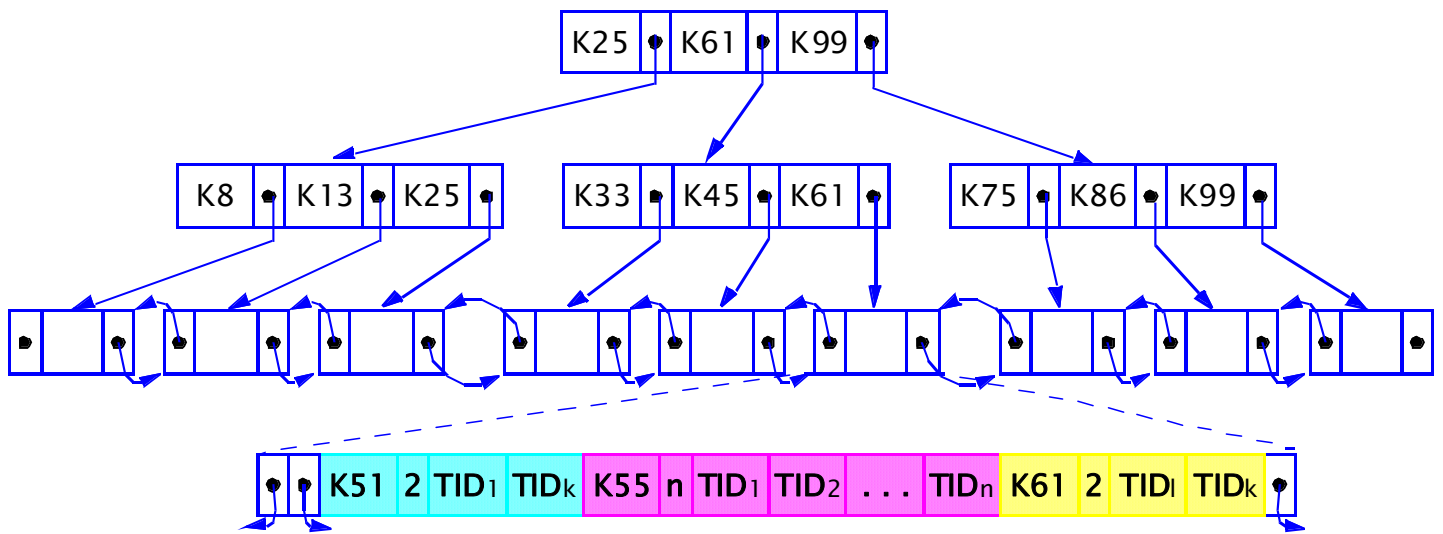 K25 K61 K99
K8 K13 K25 K33 K45 K61 K75 K86 K99
K51 2 TID1 TIDk K55 n TID1 TID2 ... TIDn K61 2 TIDl TIDk